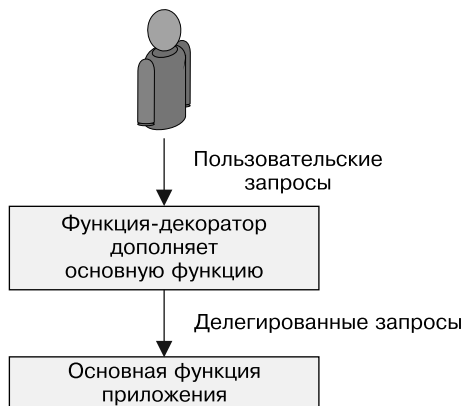 Пользовательские
запросы
Функция-декоратор
дополняет
основную функцию
Делегированные запросы
Основная функция
приложения